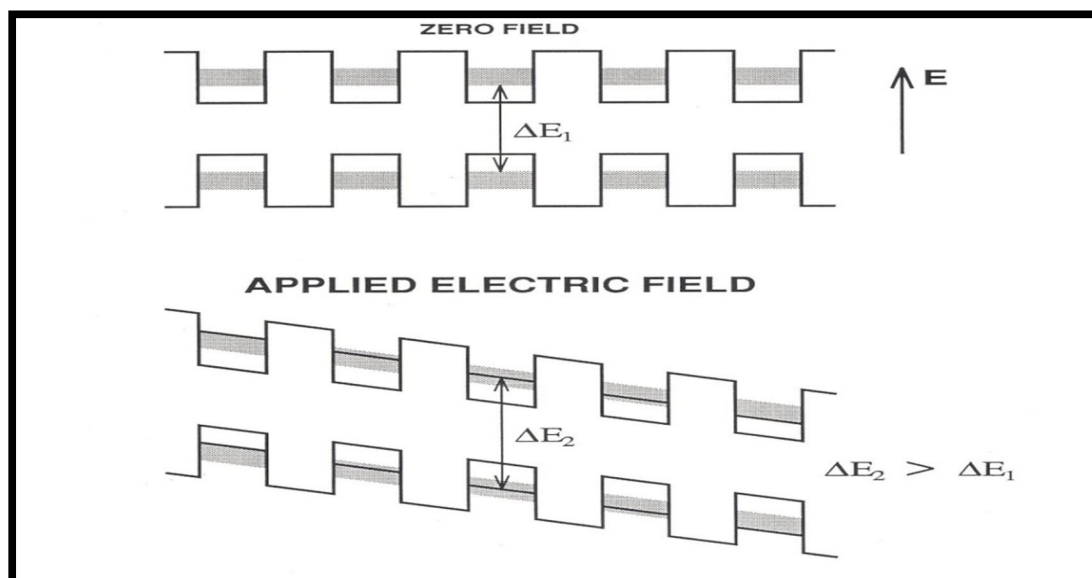 ZERO FIELD
E
ΔE₁
APPLIED ELECTRIC FIELD
ΔE₂
ΔE₂ > ΔE₁